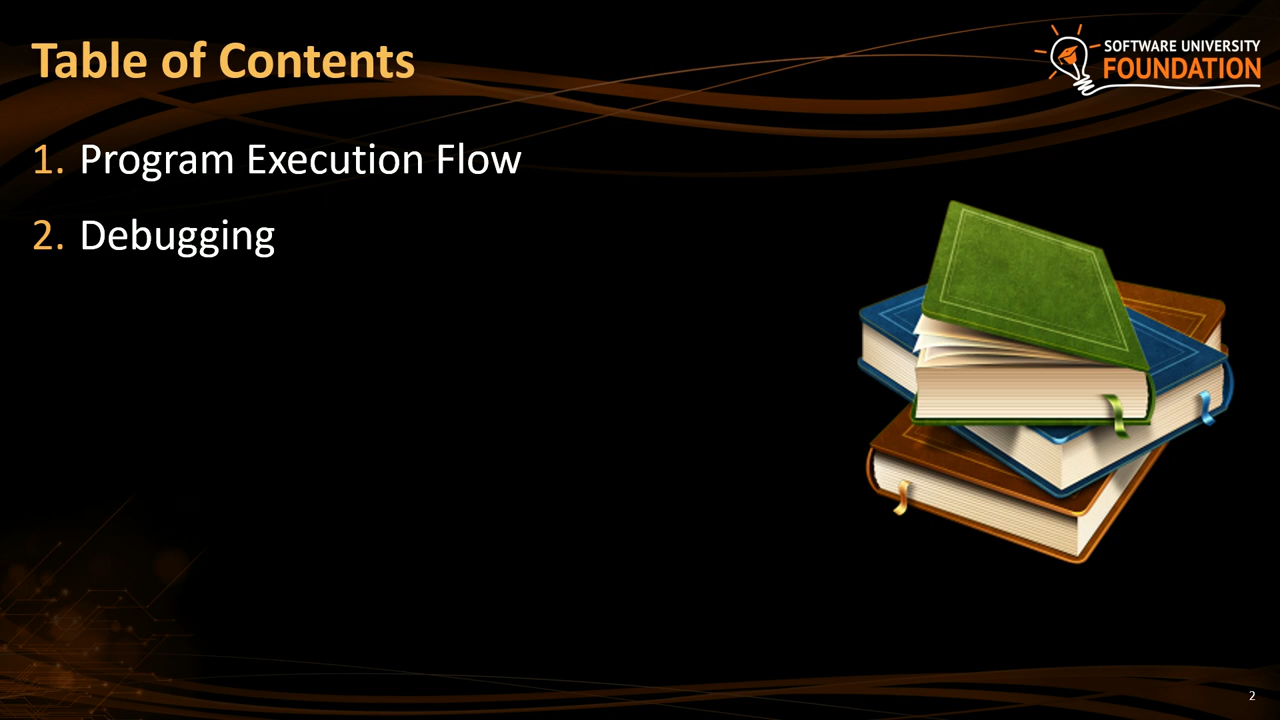 Table of Contents
SOFTWARE UNIVERSITY
FOUNDATION
1. Program Execution Flow
2. Debugging
2